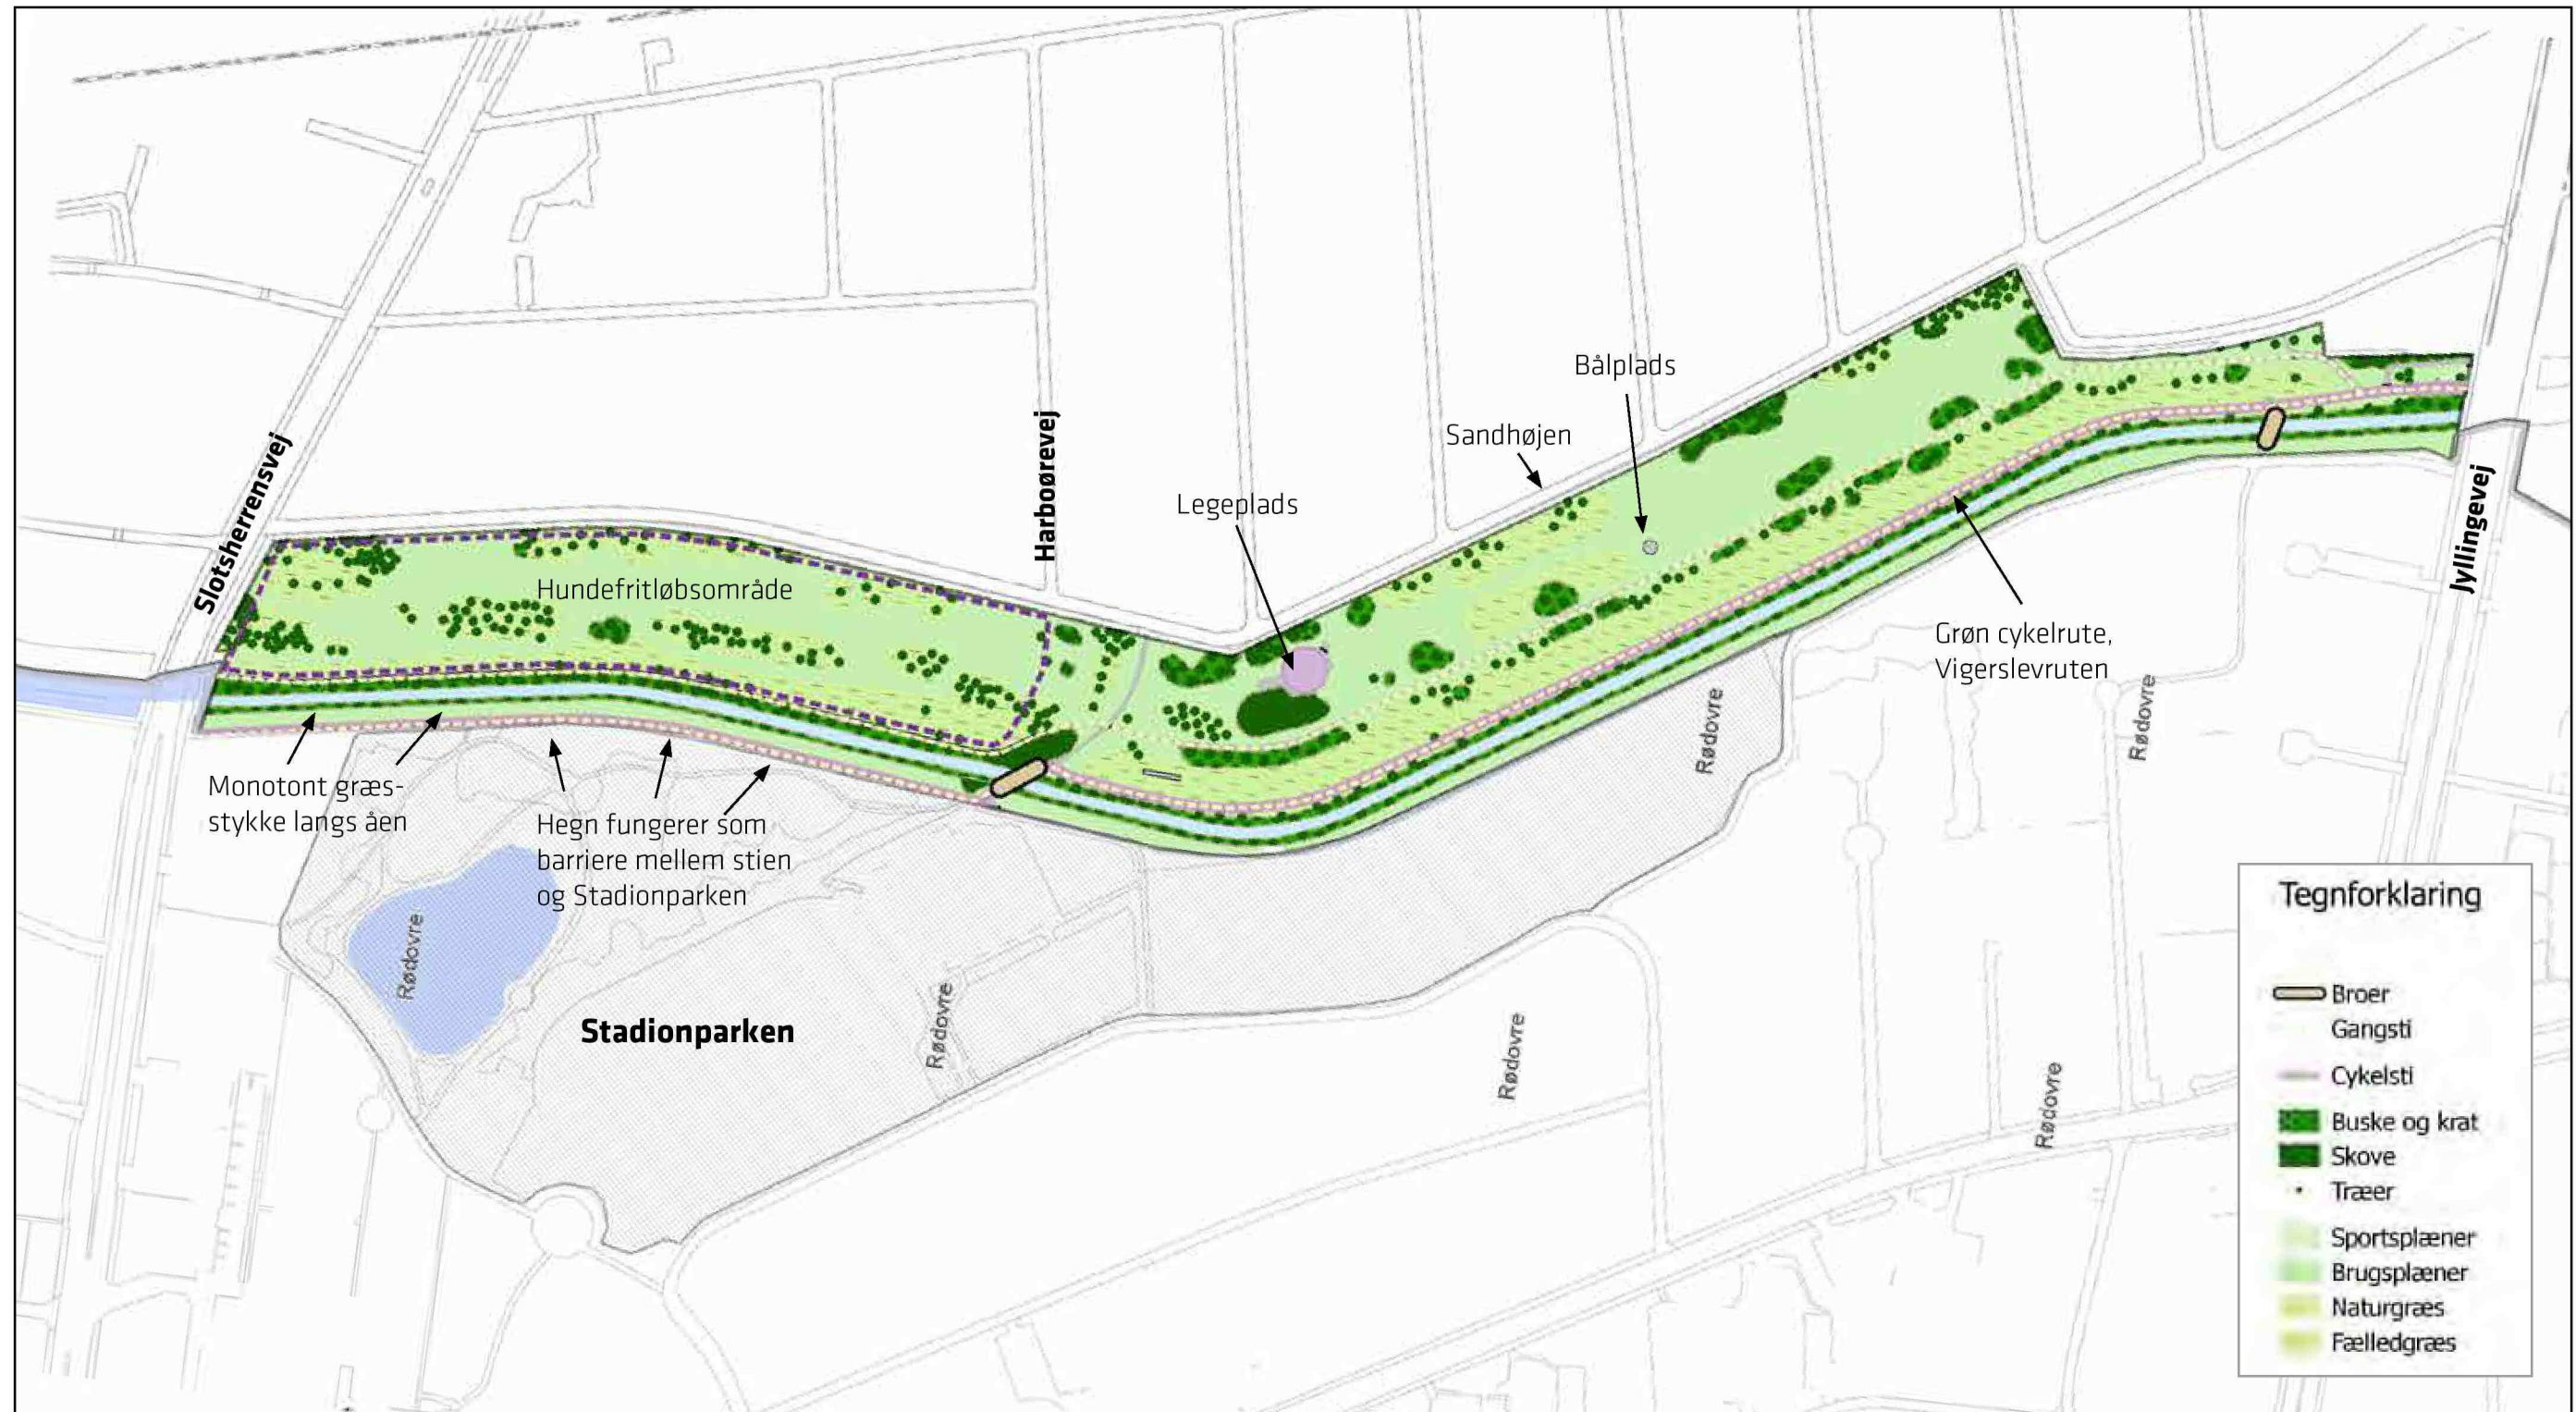 Bålplads
Sandhøjen
Harboørevej
Slotsherrensvej
Jyllingevej
Legeplads
Hundefritløbsområde
Grøn cykelrute,
Vigerslevruten
Monotont græs-
stykke langs åen
Hegn fungerer som
barriere mellem stien
og Stadionparken
Stadionparken
Rødovre
Rødovre
Rødovre
Rødovre
Rødovre
Rødovre
Tegnforklaring
Broer
Gangsti
Cykelsti
Buske og krat
Skove
Træer
Sportsplæner
Brugsplæner
Naturgræs
Fælledgræs